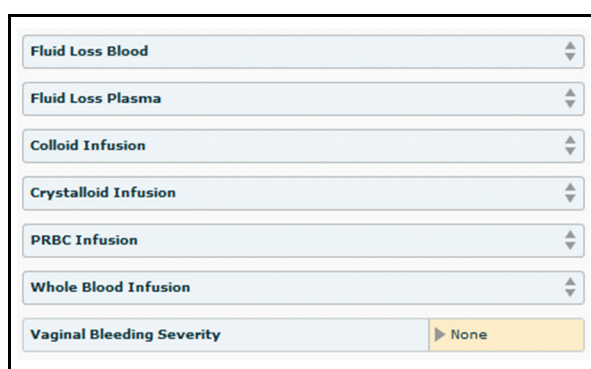 Fluid Loss Blood
Fluid Loss Plasma
Colloid Infusion
Crystalloid Infusion
PRBC Infusion
Whole Blood Infusion
Vaginal Bleeding Severity None